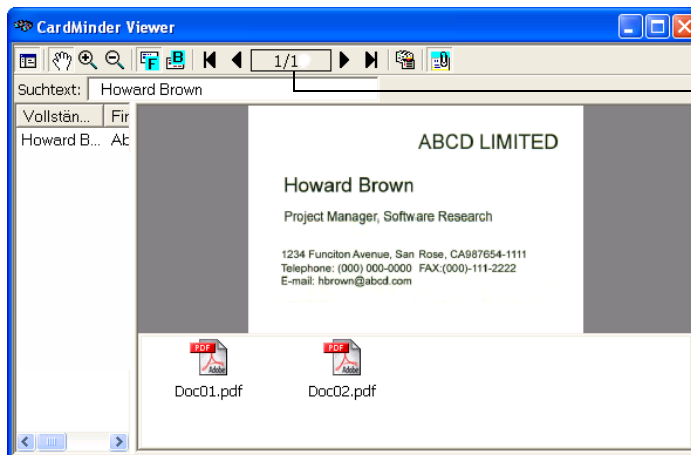 CardMinder Viewer
F B 1/1
Suchtext: Howard Brown
Vollstän... Fir
Howard B... Ab
ABCD LIMITED
Howard Brown
Project Manager, Software Research
1234 Funciton Avenue, San Rose, CA987654-1111
Telephone: (000) 000-0000 FAX:(000)-111-2222
E-mail: hbrown@abcd.com
PDF PDF
Adobe Adobe
Doc01.pdf Doc02.pdf